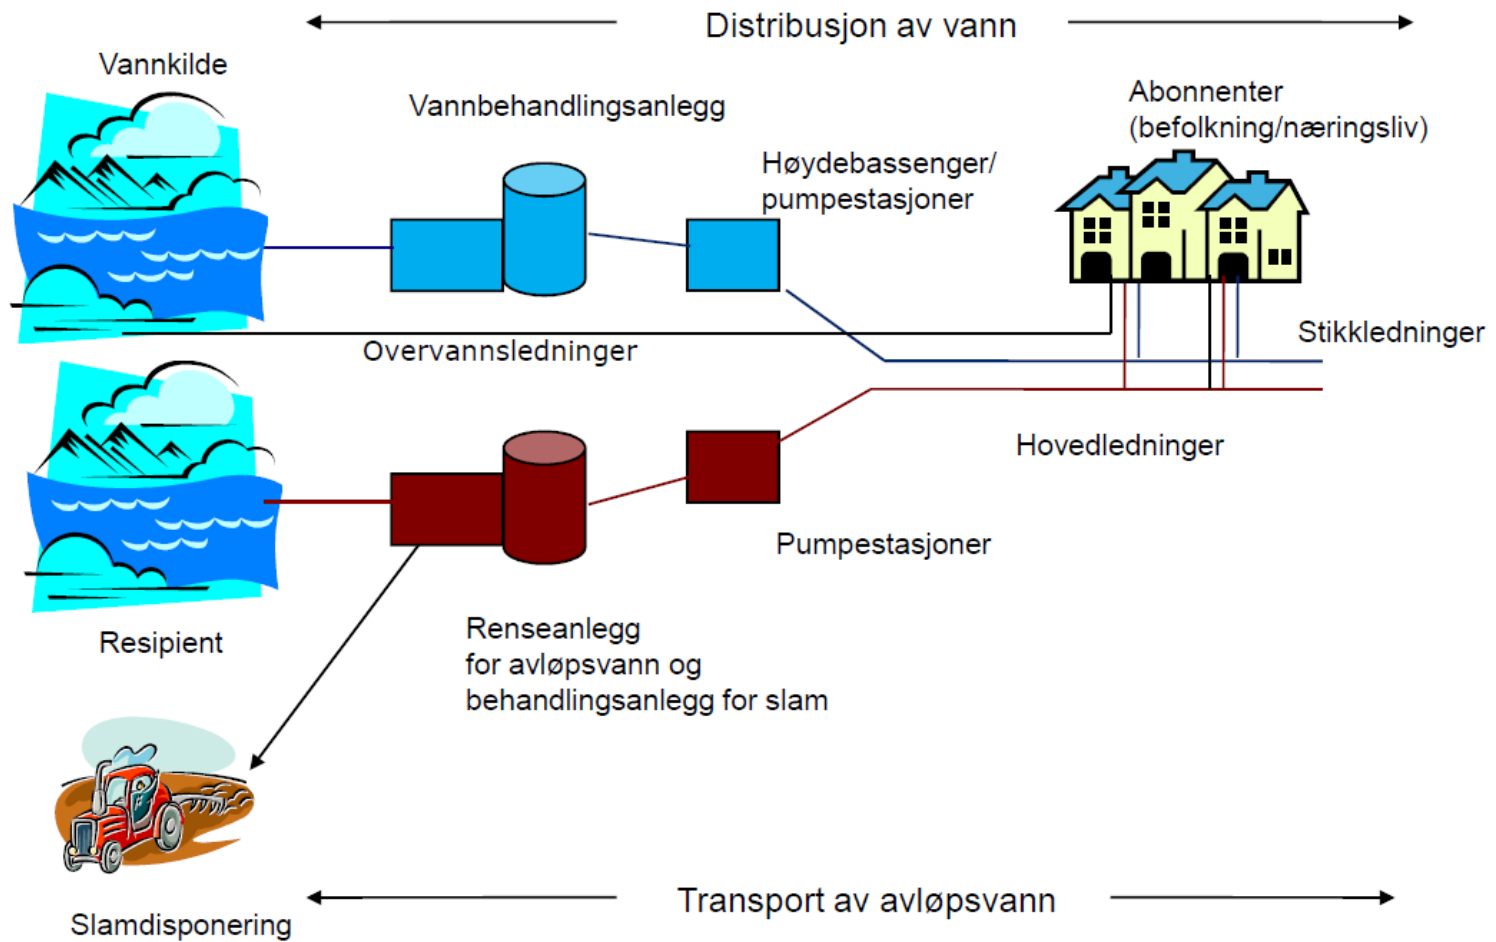 Distribusjon av vann
Vannkilde
Vannbehandlingsanlegg
Abonnenter
(befolkning/næringsliv)
Høydebassenger/
pumpestasjoner
Stikkledninger
Overvannsledninger
Hovedledninger
Pumpestasjoner
Resipient
Renseanlegg
for avløpsvann og
behandlingsanlegg for slam
Slamdisponering
Transport av avløpsvann